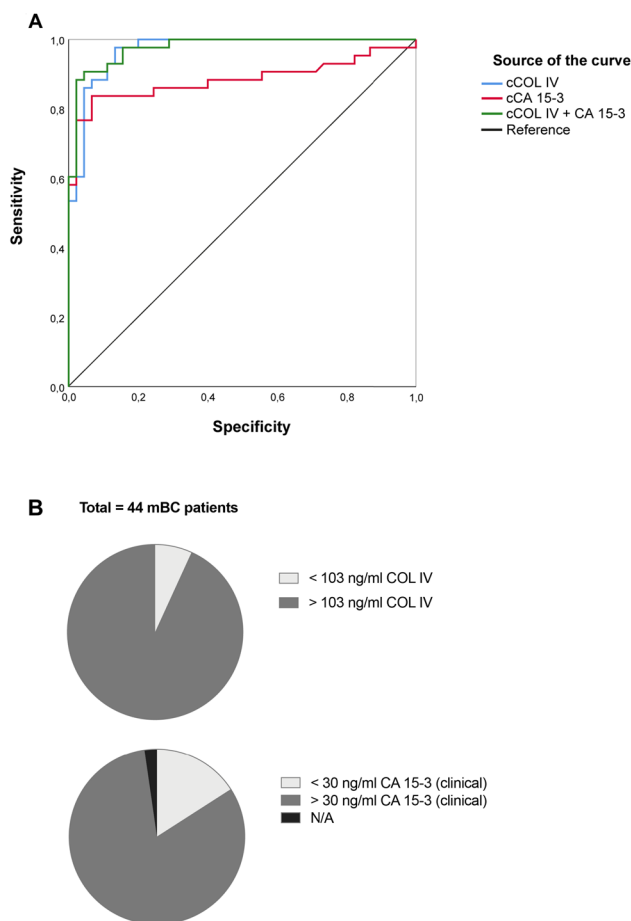 A
Source of the curve
cCOL IV
cCA 15-3
cCOL IV + CA 15-3
Reference
Sensitivity
1,0
0,8
0,6
0,4
0,2
0,0
0,0 0,2 0,4 0,6 0,8 1,0
Specificity
B Total = 44 mBC patients
< 103 ng/ml COL IV
> 103 ng/ml COL IV
< 30 ng/ml CA 15-3 (clinical)
> 30 ng/ml CA 15-3 (clinical)
N/A